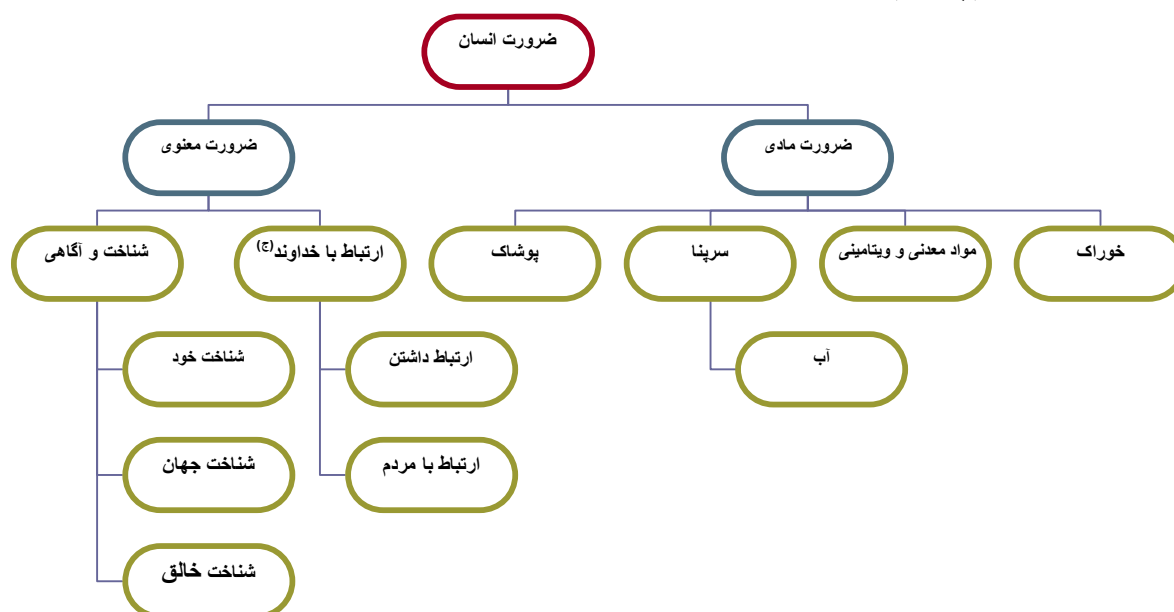 ضرورت انسان
ضرورت مادی
ضرورت معنوی
خوراک
مواد معدنی و ویتامینی
سرپنا
پوشاک
ارتباط با خداوند(ج)
شناخت و آگاهی
آب
ارتباط داشتن
شناخت خود
ارتباط با مردم
شناخت جهان
شناخت خالق